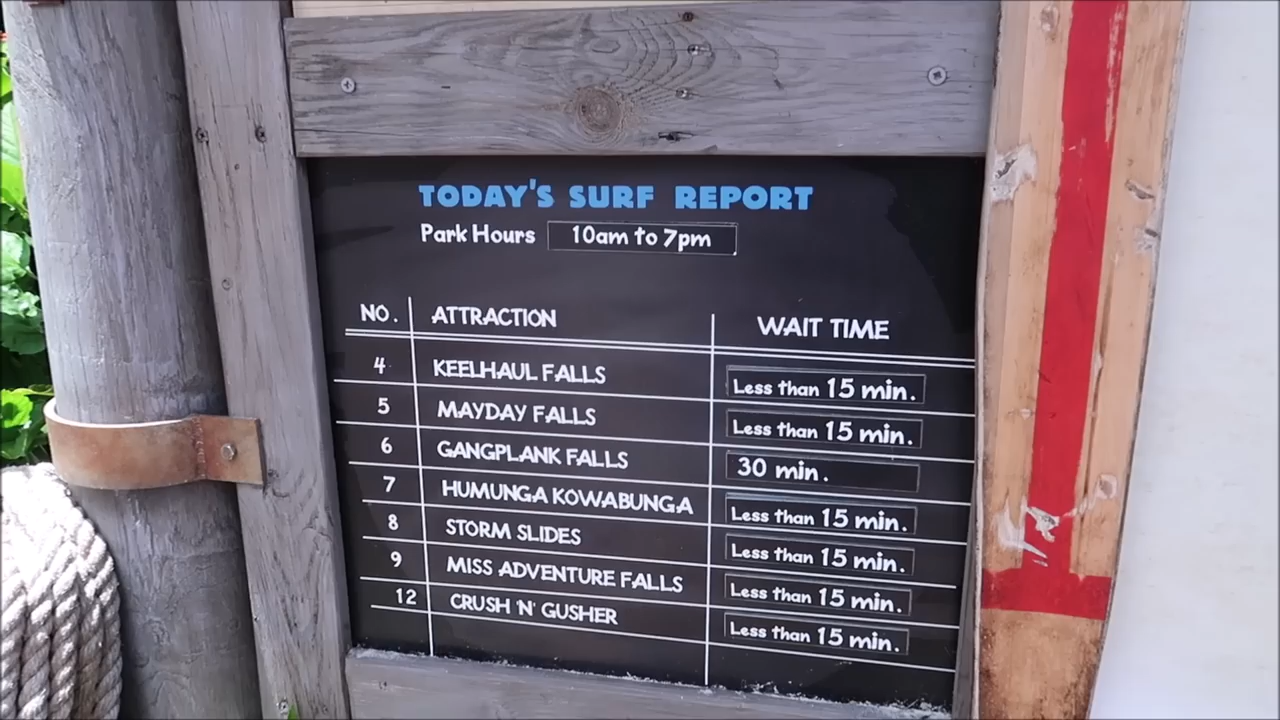 TODAY'S SURF REPORT
Park Hours 10am to 7pm
NO. ATTRACTION WAIT TIME
4 KEELHAUL FALLS Less than 15 min.
5 MAYDAY FALLS Less than 15 min.
6 GANGPLANK FALLS 30 min.
7 HUMUNGA KOWABUNGA Less than 15 min.
8 STORM SLIDES Less than 15 min.
9 MISS ADVENTURE FALLS Less than 15 min.
12 CRUSH 'N' GUSHER Less than 15 min.